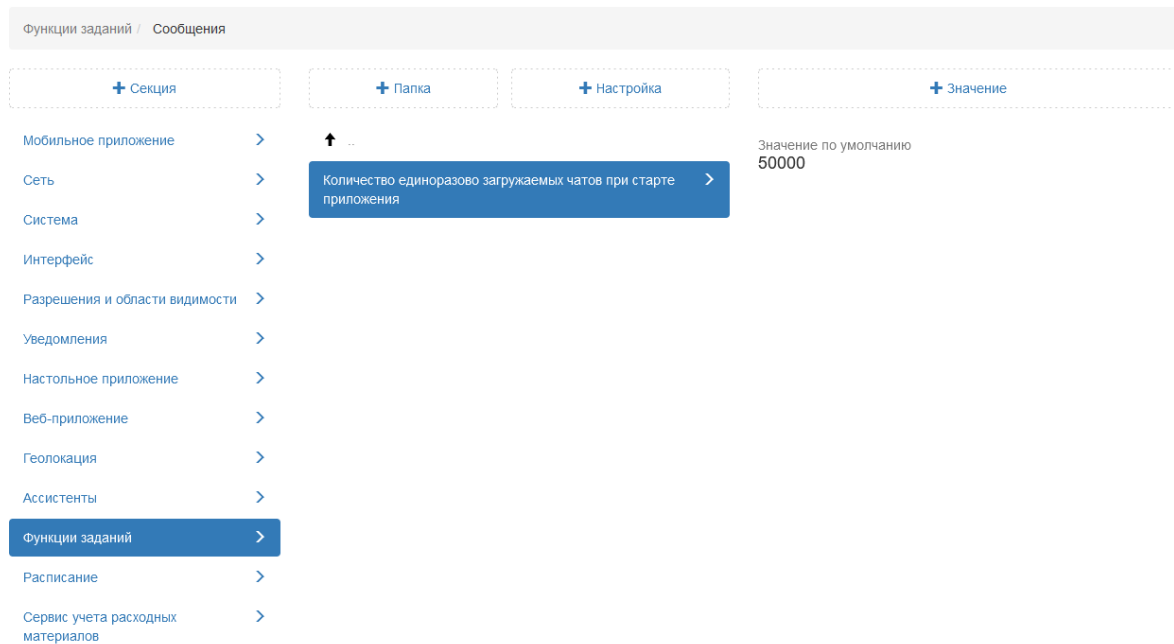 Функции заданий / Сообщения
+ Секция
+ Папка
+ Настройка
+ Значение
Мобильное приложение
Сеть
Система
Интерфейс
Разрешения и области видимости
Уведомления
Настольное приложение
Веб-приложение
Геолокация
Ассистенты
Функции заданий
Расписание
Сервис учета расходных
материалов
..
Количество единоразово загружаемых чатов при старте
приложения
Значение по умолчанию
50000